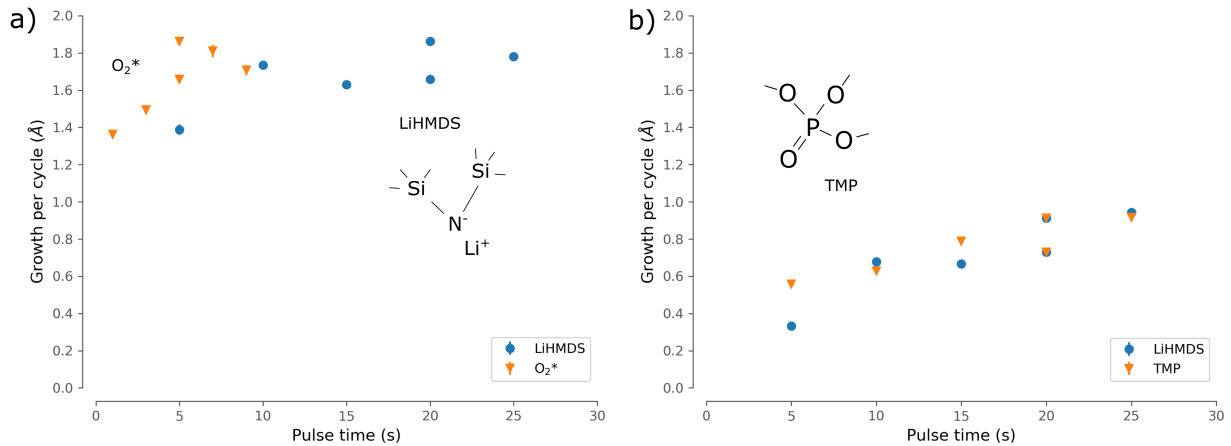 a)
2.0
1.8
1.6
1.4
1.2
1.0
0.8
0.6
0.4
0.2
0.0
Growth per cycle (Å)
O₂*
LiHMDS
Si
Si
N⁻
Li⁺
LiHMDS
O₂*
0 5 10 15 20 25 30
Pulse time (s)
b)
2.0
1.8
1.6
1.4
1.2
1.0
0.8
0.6
0.4
0.2
0.0
Growth per cycle (Å)
O O
P
O
O
TMP
LiHMDS
TMP
0 5 10 15 20 25 30
Pulse time (s)